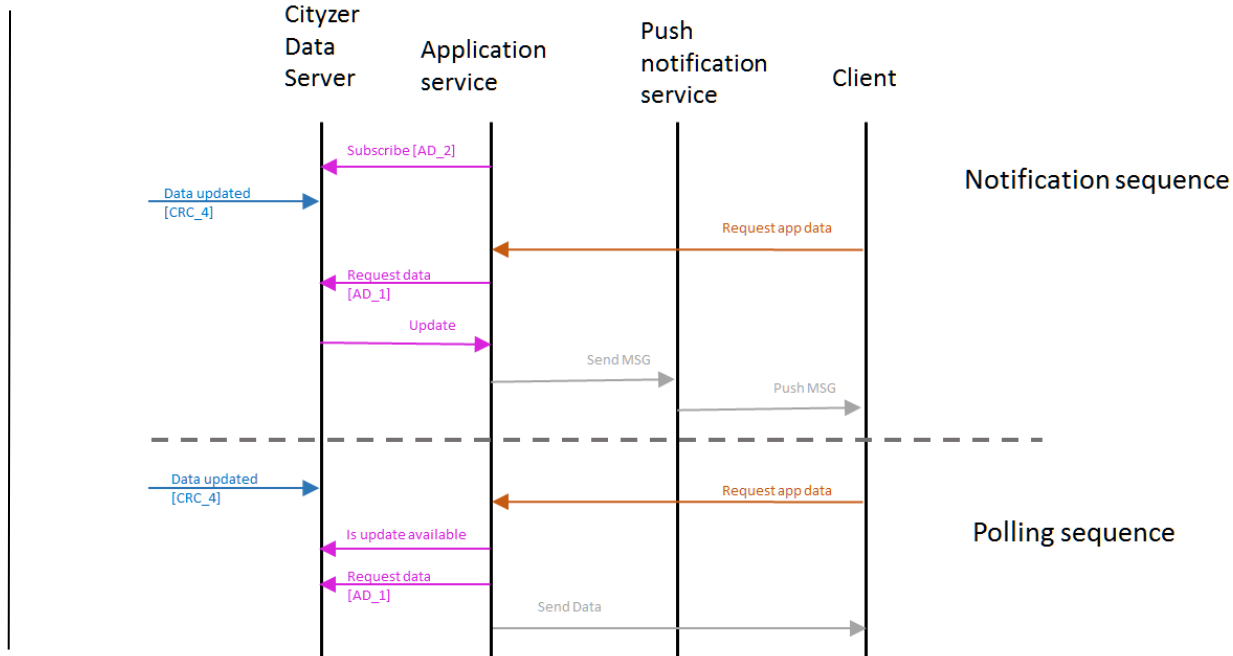 Cityzer
Data
Server
Application
service
Push
notification
service
Client
Subscribe [AD_2]
Notification sequence
Data updated
[CRC_4]
Request app data
Request data
[AD_1]
Update
Send MSG
Push MSG
Data updated
[CRC_4]
Request app data
Is update available
Polling sequence
Request data
[AD_1]
Send Data